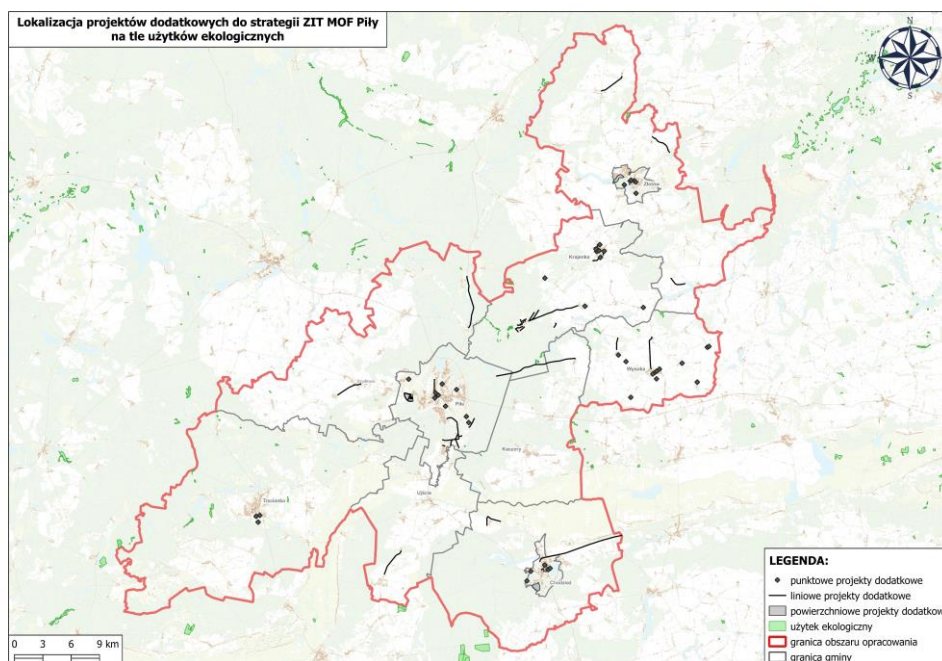 Lokalizacja projektów dodatkowych do strategii ZIT MOF Piły
na tle użytków ekologicznych
N
E
S
Złotów
Krajenka
Wysoka
Piła
Kaczory
Trzcianka
Ujście
Chodzież
LEGENDA:
punktowe projekty dodatkowe
liniowe projekty dodatkowe
powierzchniowe projekty dodatkow
użytek ekologiczny
granica obszaru opracowania
granica gminy
0 3 6 9 km